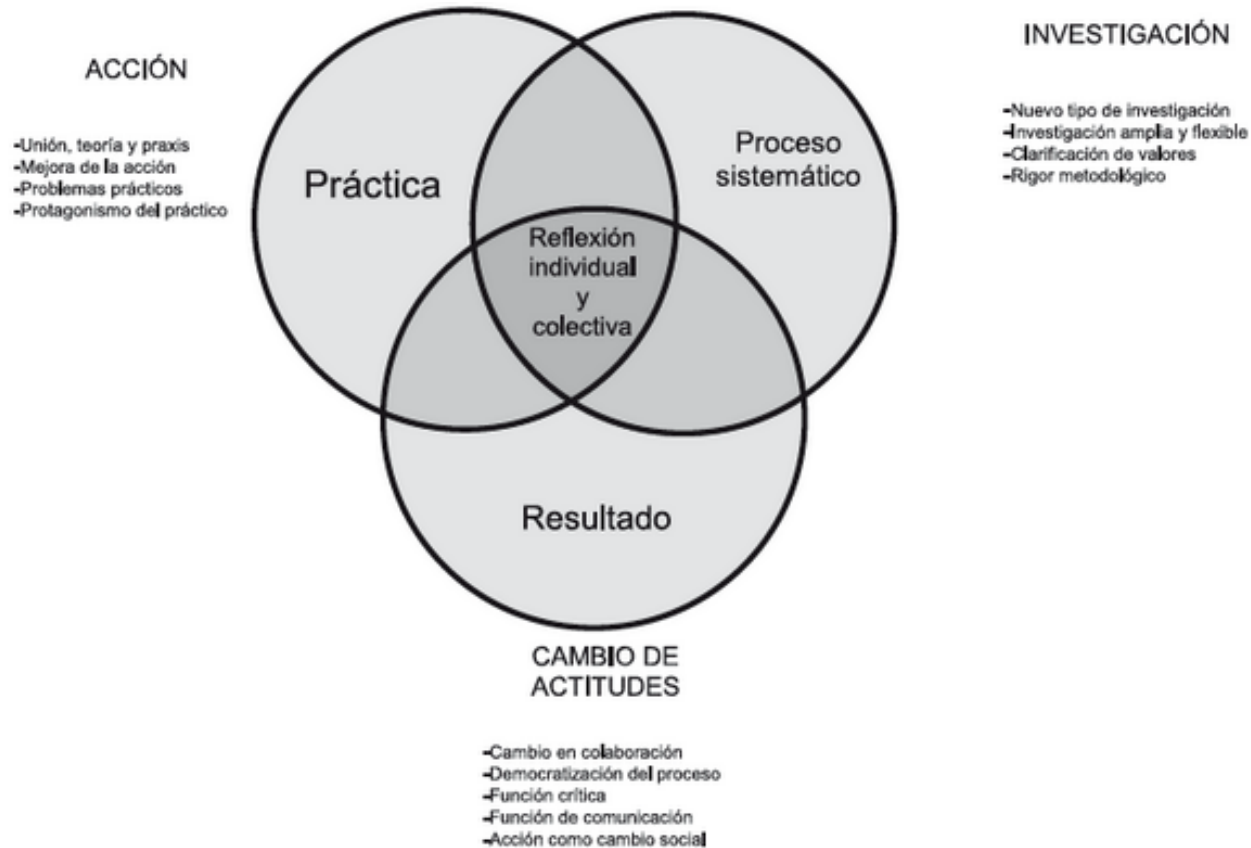 ACCIÓN
-Unión, teoría y praxis
-Mejora de la acción
-Problemas prácticos
-Protagonismo del práctico
Práctica
Proceso
sistemático
INVESTIGACIÓN
-Nuevo tipo de investigación
-Investigación amplia y flexible
-Clarificación de valores
-Rigor metodológico
Reflexión
individual
y
colectiva
Resultado
CAMBIO DE
ACTITUDES
-Cambio en colaboración
-Democratización del proceso
-Función crítica
-Función de comunicación
-Acción como cambio social